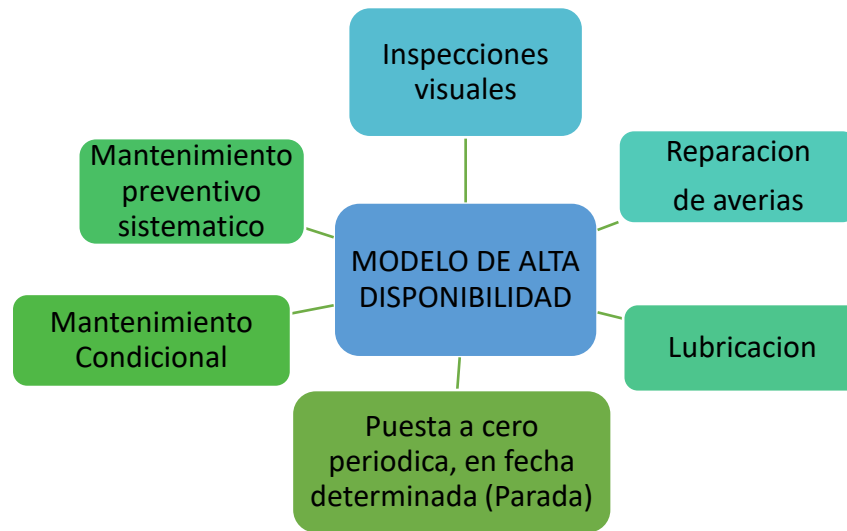 Inspecciones
visuales
Reparacion
de averias
Lubricacion
Puesta a cero
periodica, en fecha
determinada (Parada)
Mantenimiento
Condicional
Mantenimiento
preventivo
sistematico
MODELO DE ALTA
DISPONIBILIDAD